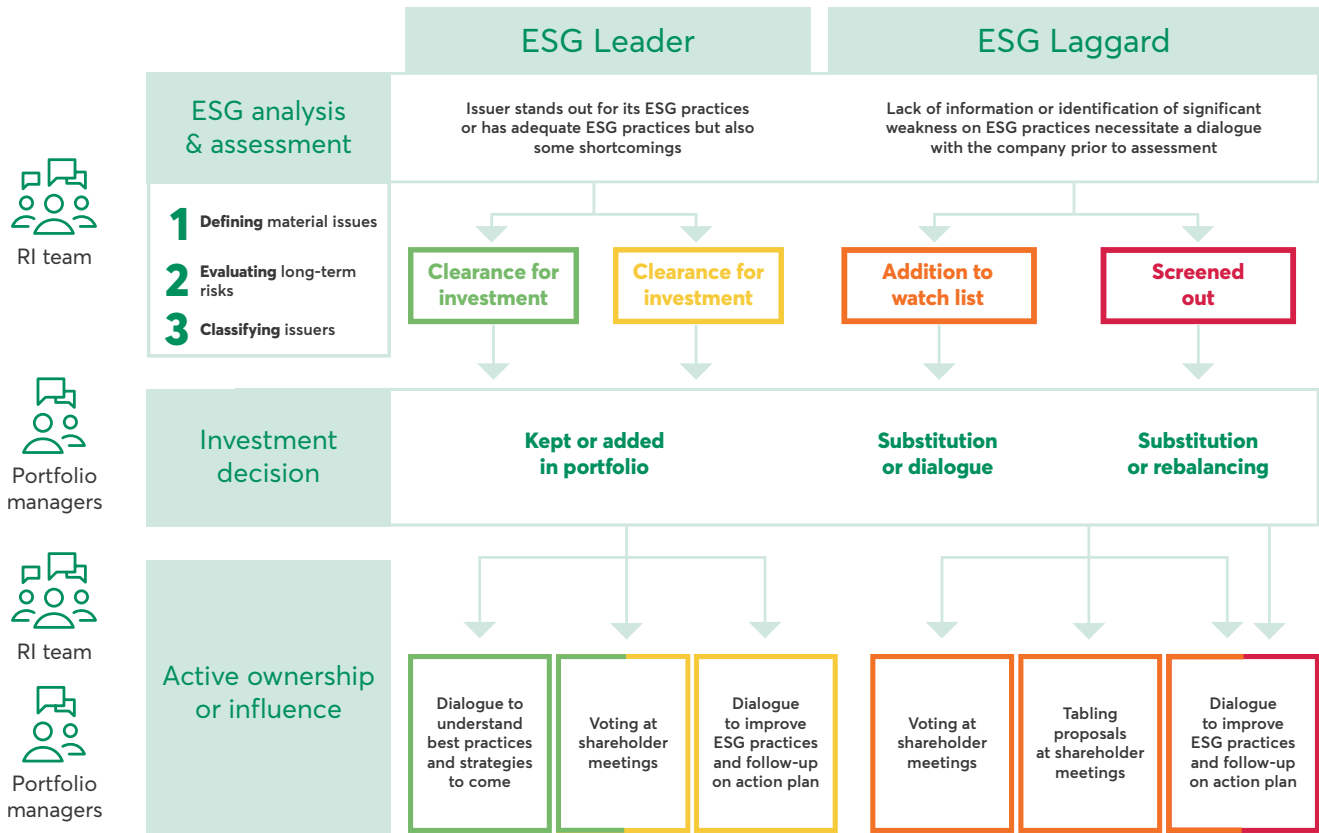 ESG Leader
ESG Laggard
ESG analysis
& assessment
Issuer stands out for its ESG practices
or has adequate ESG practices but also
some shortcomings
Lack of information or identification of significant
weakness on ESG practices necessitate a dialogue
with the company prior to assessment
RI team
1 Defining material issues
2 Evaluating long-term
risks
3 Classifying issuers
Clearance for
investment
Clearance for
investment
Addition to
watch list
Screened
out
Portfolio
managers
Investment
decision
Kept or added
in portfolio
Substitution
or dialogue
Substitution
or rebalancing
RI team
Portfolio
managers
Active ownership
or influence
Dialogue to
understand
best practices
and strategies
to come
Voting at
shareholder
meetings
Dialogue
to improve
ESG practices
and follow-up
on action plan
Voting at
shareholder
meetings
Tabling
proposals
at shareholder
meetings
Dialogue
to improve
ESG practices
and follow-up
on action plan